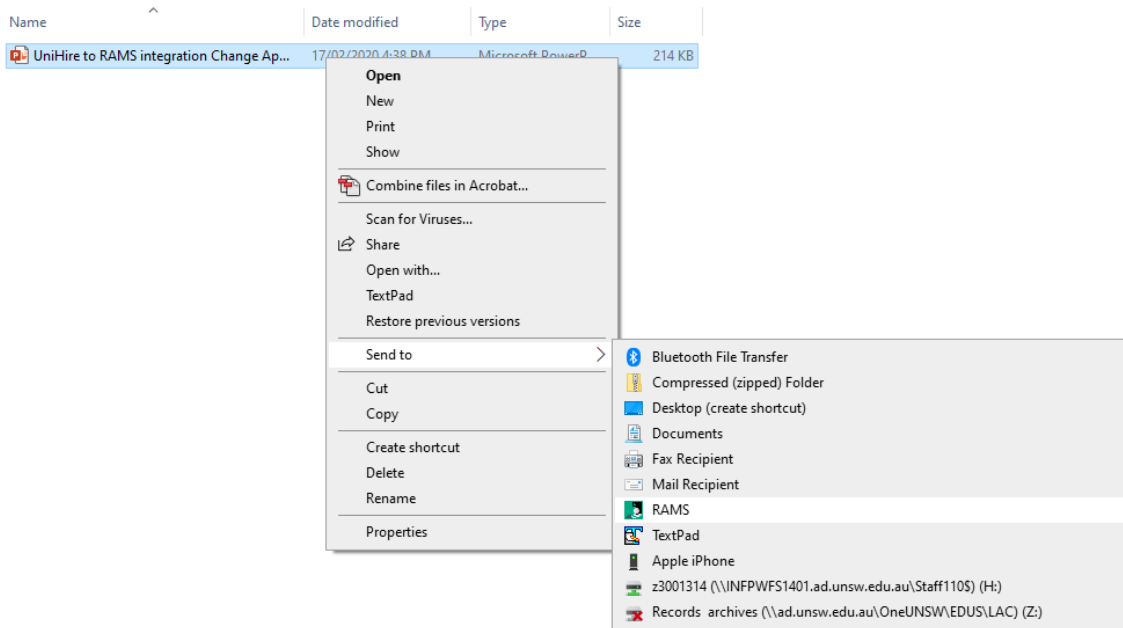 Name Date modified Type Size
UniHire to RAMS integration Change Ap... 17/02/2020 4:38 PM Microsoft PowerP 214 KB
Open
New
Print
Show
Combine files in Acrobat...
Scan for Viruses...
Share
Open with...
TextPad
Restore previous versions
Send to
Cut
Copy
Create shortcut
Delete
Rename
Properties
Bluetooth File Transfer
Compressed (zipped) Folder
Desktop (create shortcut)
Documents
Fax Recipient
Mail Recipient
RAMS
TextPad
Apple iPhone
z3001314 (\\INFPWFS1401.ad.unsw.edu.au\Staff110$) (H:)
Records archives (\\ad.unsw.edu.au\OneUNSW\EDUS\LAC) (Z:)